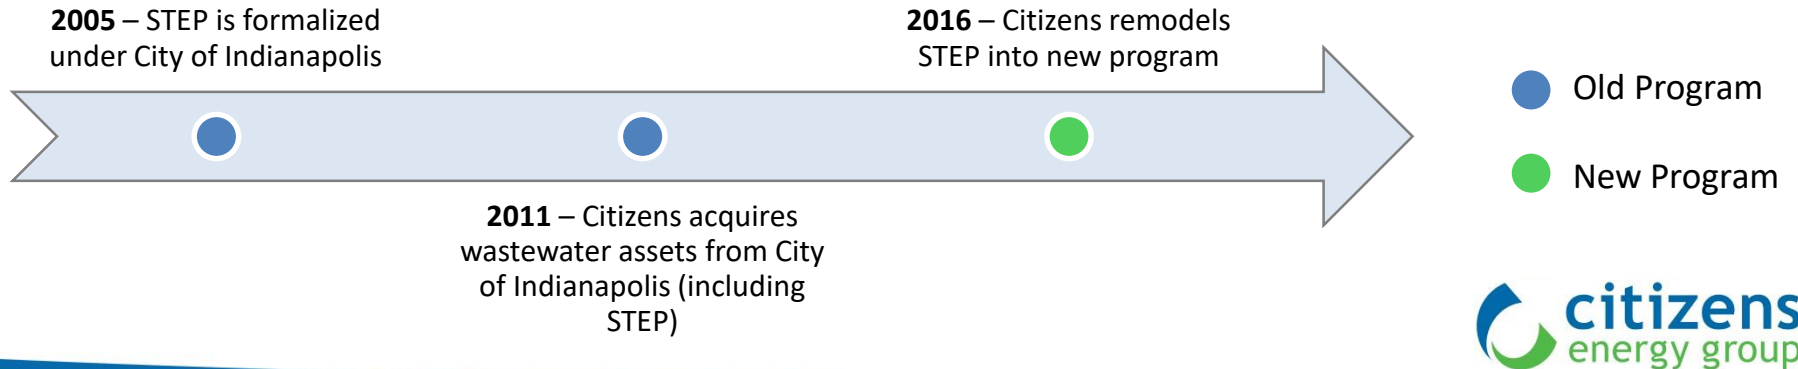 2005 – STEP is formalized
under City of Indianapolis
2016 – Citizens remodels
STEP into new program
2011 – Citizens acquires
wastewater assets from City
of Indianapolis (including
STEP)
Old Program
New Program
citizens
energy group